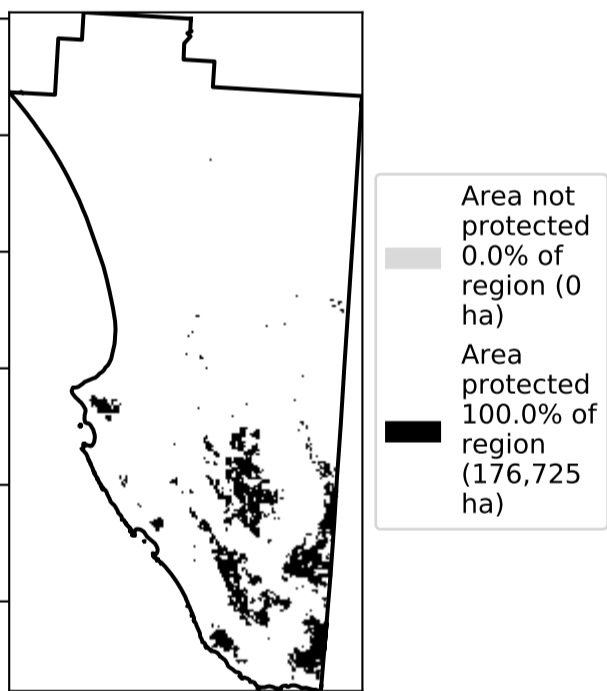 Area not
protected
0.0% of
region (0
ha)
Area
protected
100.0% of
region
(176,725
ha)